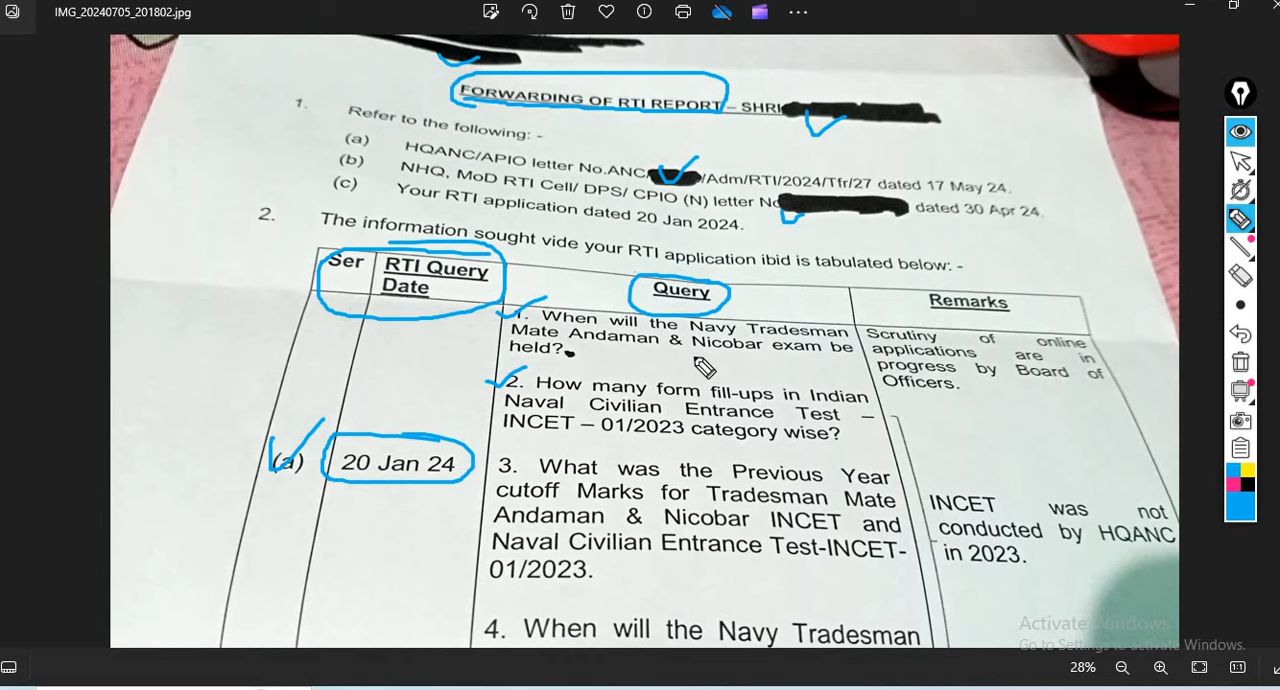 IMG_20240705_201802.jpg
FORWARDING OF RTI REPORT – SHRI
1. Refer to the following: -
(a) HQANC/APIO letter No.ANC/ /Adm/RTI/2024/Tfr/27 dated 17 May 24.
(b) NHQ, MoD RTI Cell/ DPS/ CPIO (N) letter No dated 30 Apr 24.
(c) Your RTI application dated 20 Jan 2024.
2. The information sought vide your RTI application ibid is tabulated below: -
Ser
RTI Query
Date
Query
Remarks
(a)
20 Jan 24
1. When will the Navy Tradesman
Mate Andaman & Nicobar exam be
held?
Scrutiny of online
applications are in
progress by Board of
Officers.
2. How many form fill-ups in Indian
Naval Civilian Entrance Test –
INCET – 01/2023 category wise?
3. What was the Previous Year
cutoff Marks for Tradesman Mate
Andaman & Nicobar INCET and
Naval Civilian Entrance Test-INCET-
01/2023.
INCET was not
conducted by HQANC
in 2023.
4. When will the Navy Tradesman
Activate Windows
Go to Settings to activate Windows.
28%
1:1